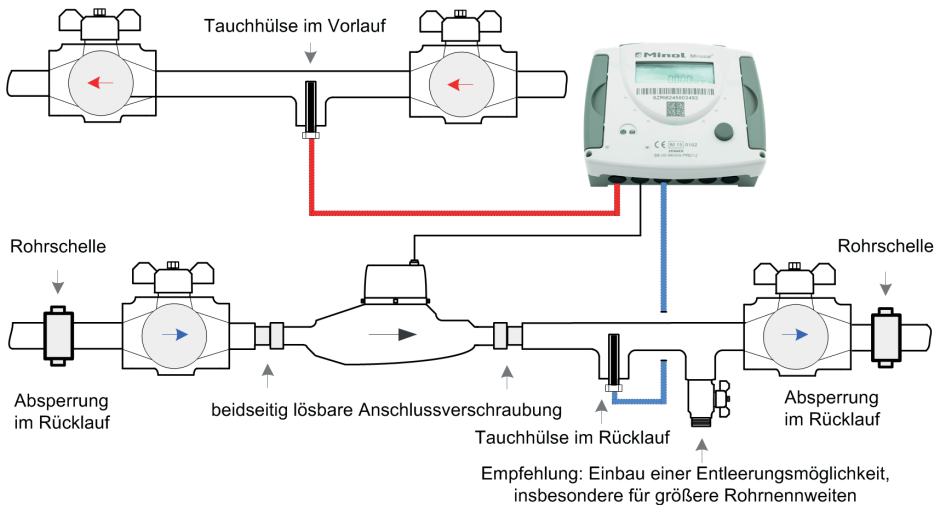 Tauchhülse im Vorlauf
Minol
0102
Rohrschelle
Rohrschelle
Absperrung
im Rücklauf
beidseitig lösbare Anschlussverschraubung
Tauchhülse im Rücklauf
Absperrung
im Rücklauf
Empfehlung: Einbau einer Entleerungsmöglichkeit,
insbesondere für größere Rohrnennweiten